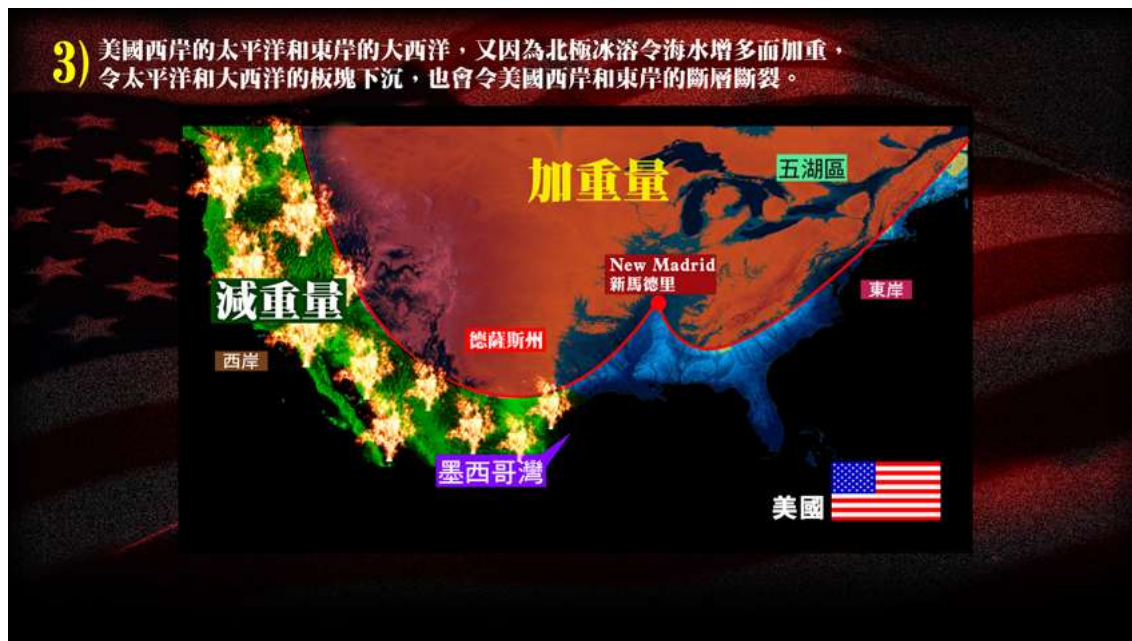 3) 美國西岸的太平洋和東岸的大西洋，又因為北極冰溶令海水增多而加重，
令太平洋和大西洋的板塊下沉，也會令美國西岸和東岸的斷層斷裂。
加重量
五湖區
New Madrid
新馬德里
東岸
減重量
德薩斯州
西岸
墨西哥灣
美國